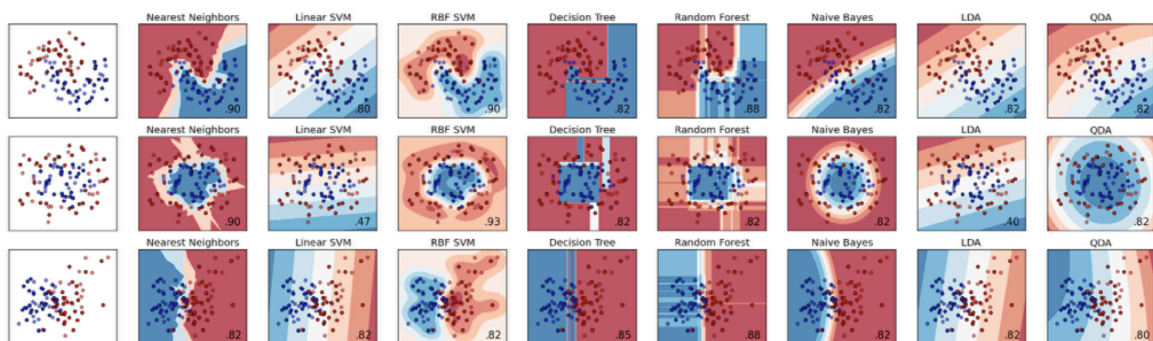 Nearest Neighbors Linear SVM RBF SVM Decision Tree Random Forest Naive Bayes LDA QDA
.90 .80 .90 .82 .88 .82 .82 .82
Nearest Neighbors Linear SVM RBF SVM Decision Tree Random Forest Naive Bayes LDA QDA
.90 .47 .93 .82 .82 .82 .40 .82
Nearest Neighbors Linear SVM RBF SVM Decision Tree Random Forest Naive Bayes LDA QDA
.82 .82 .82 .85 .88 .82 .82 .80